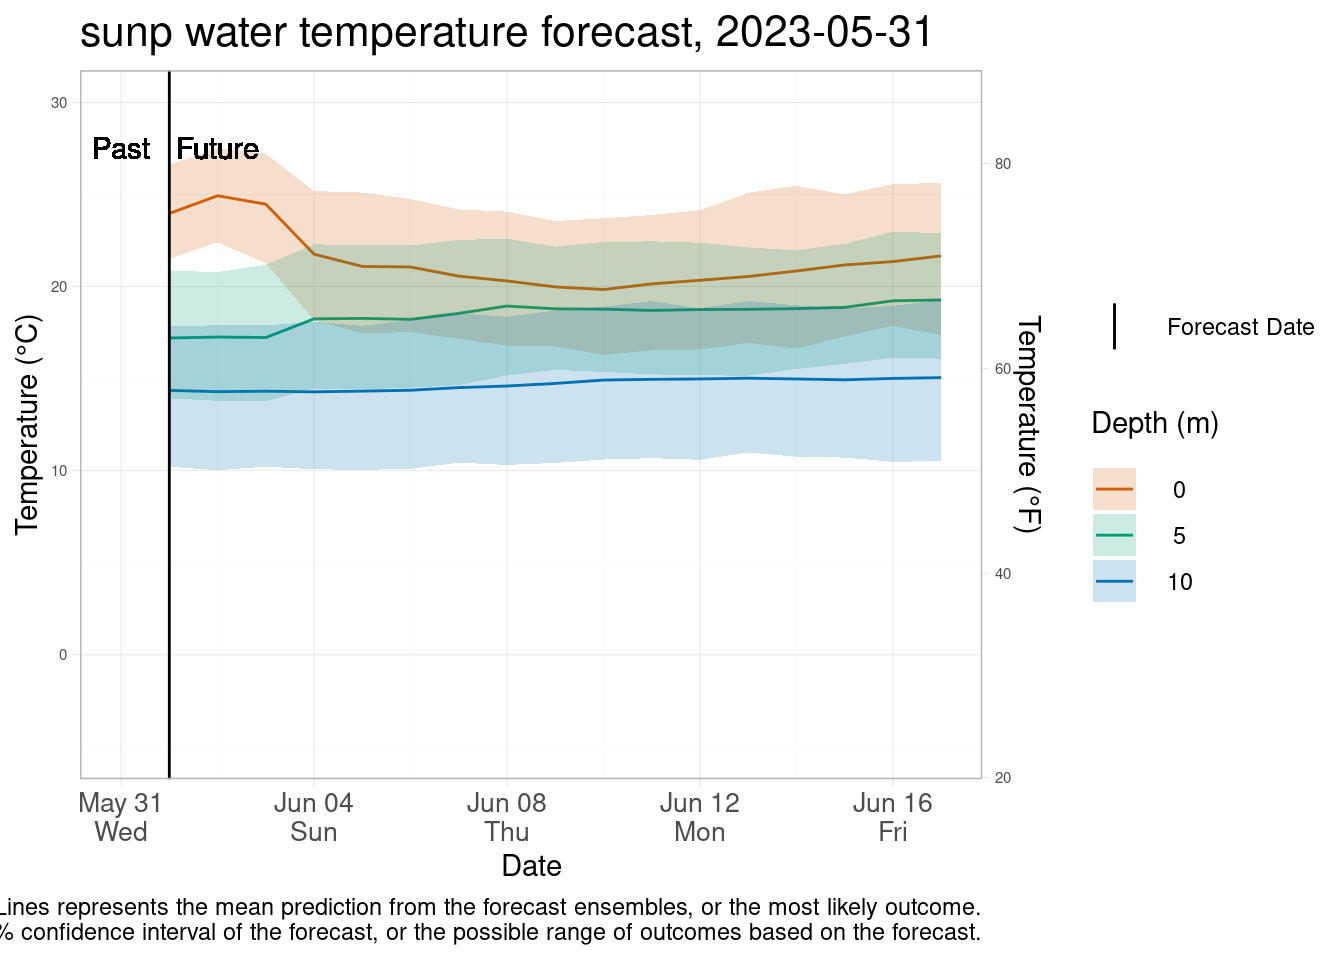 sunp water temperature forecast, 2023-05-31
30
20
10
0
Temperature (°C)
Past
Future
80
60
40
20
Temperature (°F)
May 31
Wed
Jun 04
Sun
Jun 08
Thu
Jun 12
Mon
Jun 16
Fri
Date
Forecast Date
Depth (m)
0
5
10
Lines represents the mean prediction from the forecast ensembles, or the most likely outcome.
% confidence interval of the forecast, or the possible range of outcomes based on the forecast.